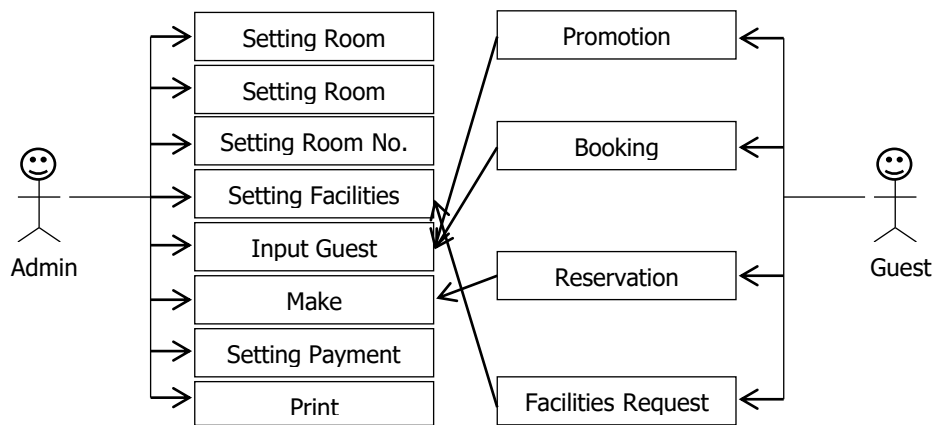 Setting Room
Setting Room
Setting Room No.
Setting Facilities
Input Guest
Make
Setting Payment
Print
Promotion
Booking
Reservation
Facilities Request
Admin
Guest